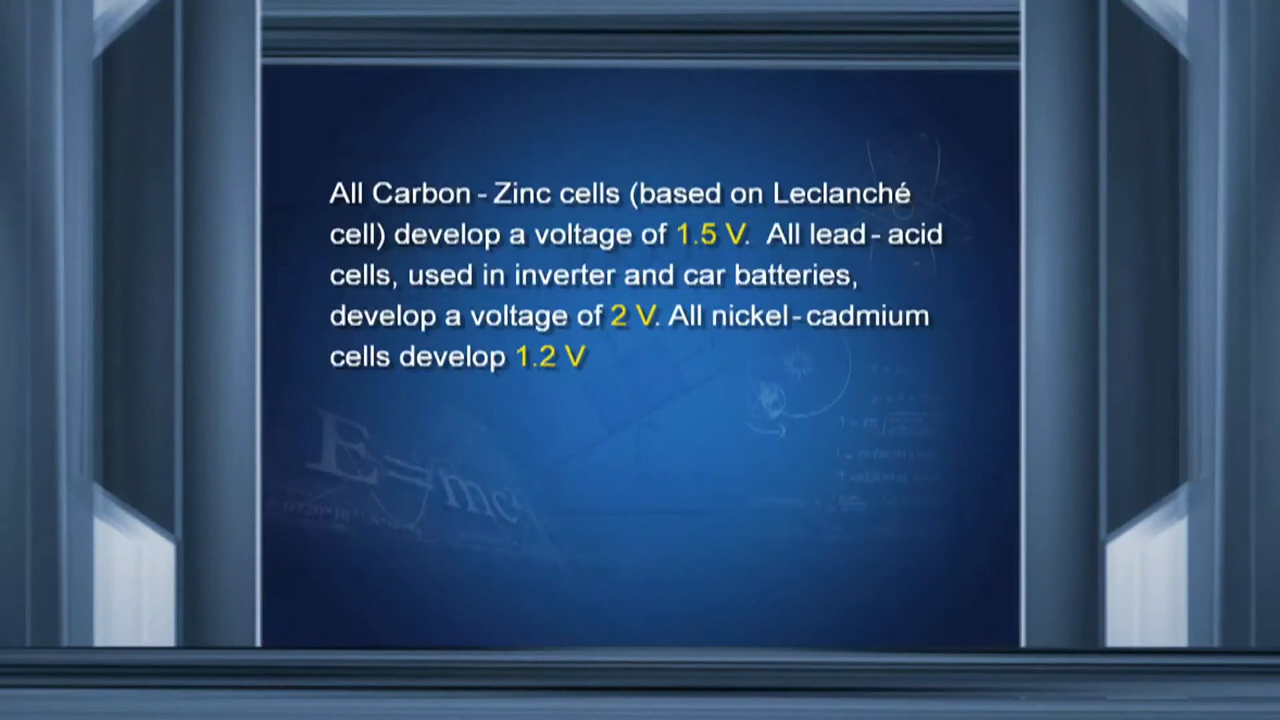 All Carbon - Zinc cells (based on Leclanché
cell) develop a voltage of 1.5 V. All lead - acid
cells, used in inverter and car batteries,
develop a voltage of 2 V. All nickel - cadmium
cells develop 1.2 V
E=mc²